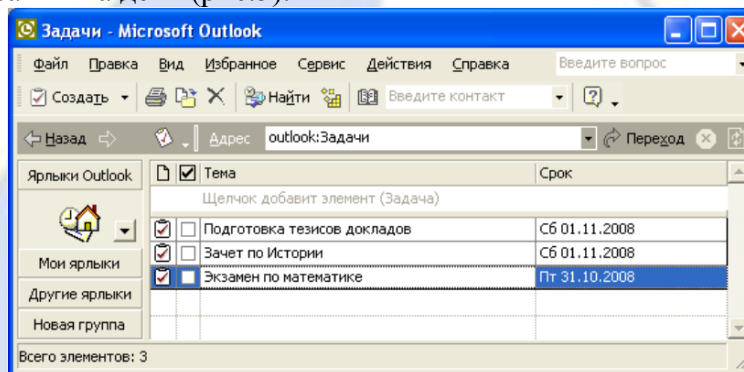 Задачи - Microsoft Outlook
Файл Правка Вид Избранное Сервис Действия Справка Введите вопрос
Создать Найти Введите контакт
Назад Адрес outlook:Задачи Переход
Ярлыки Outlook Тема Срок
Щелчок добавит элемент (Задача)
Подготовка тезисов докладов Сб 01.11.2008
Зачет по Истории Сб 01.11.2008
Мои ярлыки
Экзамен по математике Пт 31.10.2008
Другие ярлыки
Новая группа
Всего элементов: 3